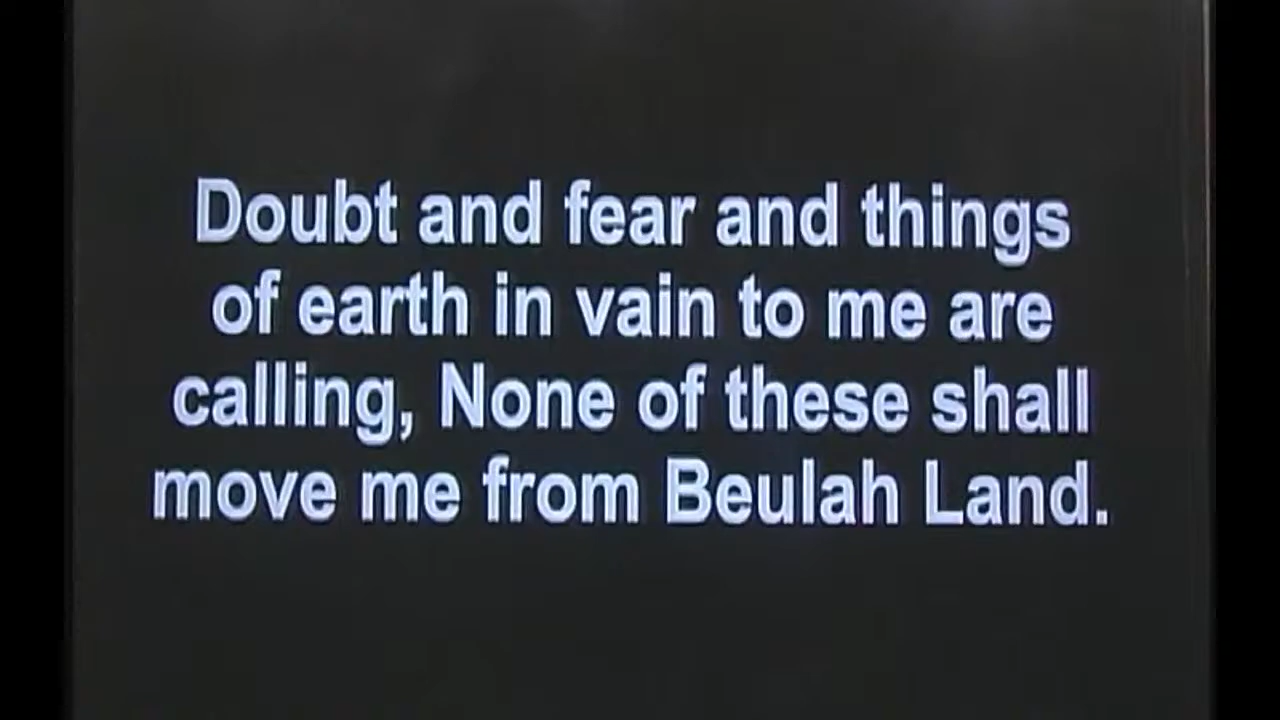 Doubt and fear and things
of earth in vain to me are
calling, None of these shall
move me from Beulah Land.